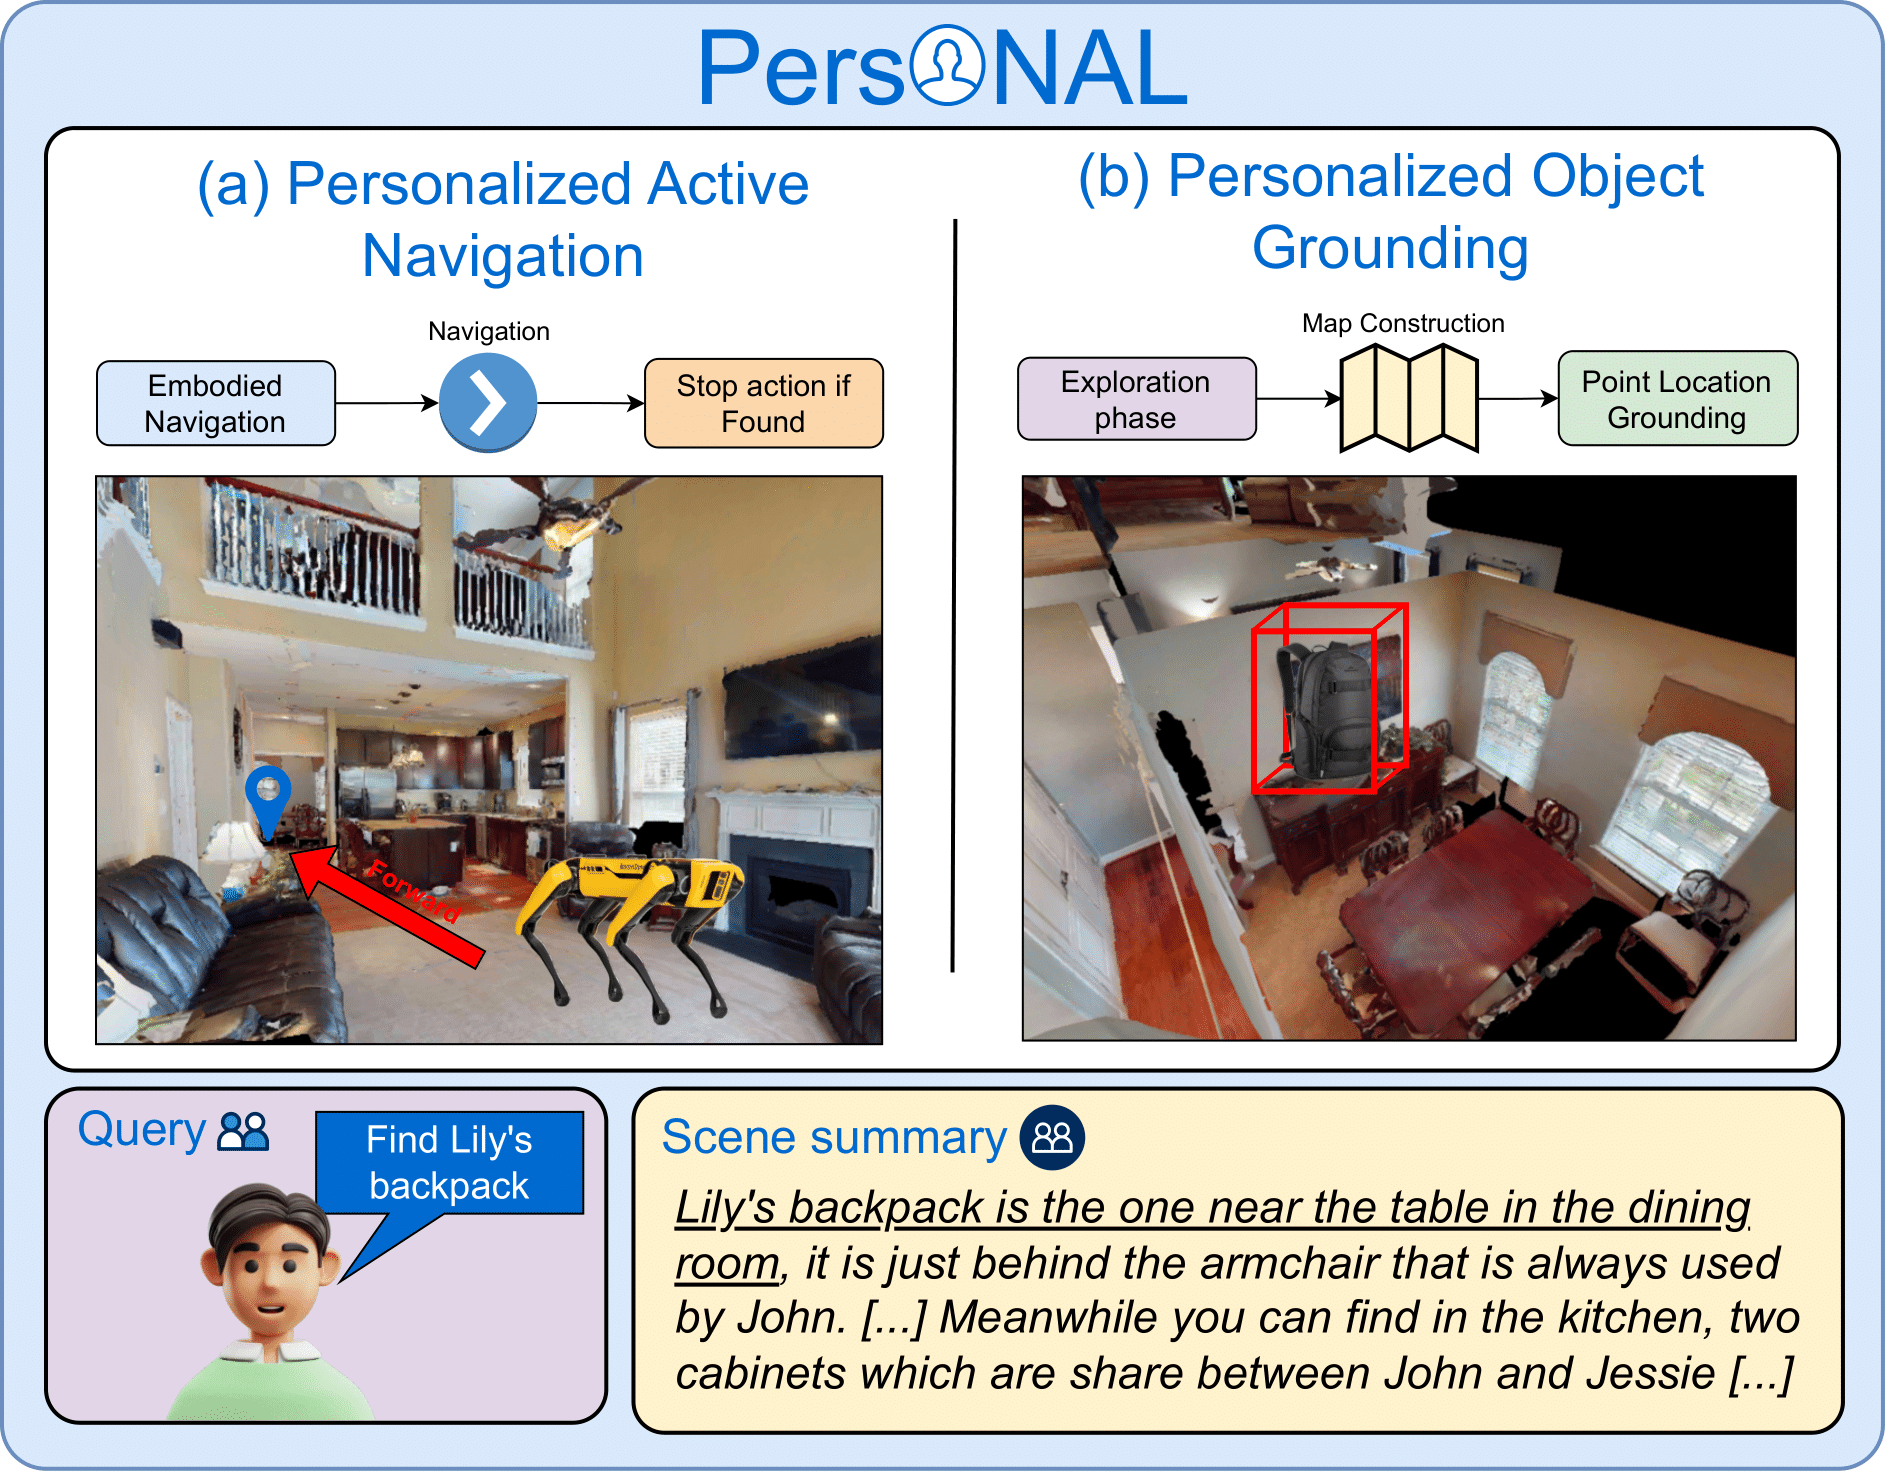 PersONAL
(a) Personalized Active
Navigation
Navigation
Embodied
Navigation
Stop action if
Found
Forward
(b) Personalized Object
Grounding
Map Construction
Exploration
phase
Point Location
Grounding
Query
Find Lily's
backpack
Scene summary
Lily's backpack is the one near the table in the dining
room, it is just behind the armchair that is always used
by John. [...] Meanwhile you can find in the kitchen, two
cabinets which are share between John and Jessie [...]